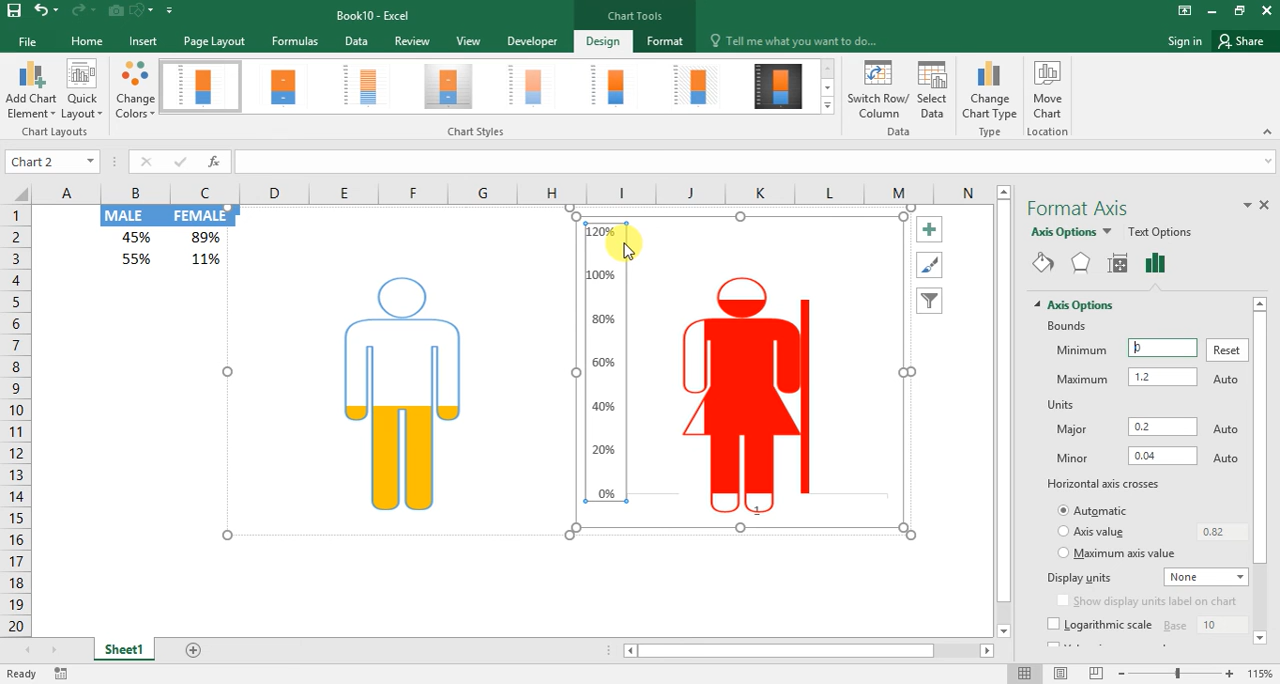 Book10 - Excel
Chart Tools
File Home Insert Page Layout Formulas Data Review View Developer Design Format Tell me what you want to do... Sign in Share
Add Chart Element
Quick Layout
Change Colors
Switch Row/ Column
Select Data
Change Chart Type
Move Chart
Chart Layouts Chart Styles Data Type Location
Chart 2 fx
A B C D E F G H I J K L M N
1 MALE FEMALE
2 45% 89%
3 55% 11%
4
5
6
7
8
9
10
11
12
13
14
15
16
17
18
19
20
120%
100%
80%
60%
40%
20%
0%
1
Format Axis
Axis Options Text Options
Axis Options
Bounds
Minimum 0 Reset
Maximum 1.2 Auto
Units
Major 0.2 Auto
Minor 0.04 Auto
Horizontal axis crosses
Automatic
Axis value 0.82
Maximum axis value
Display units None
Show display units label on chart
Logarithmic scale Base 10
Sheet1
Ready
115%